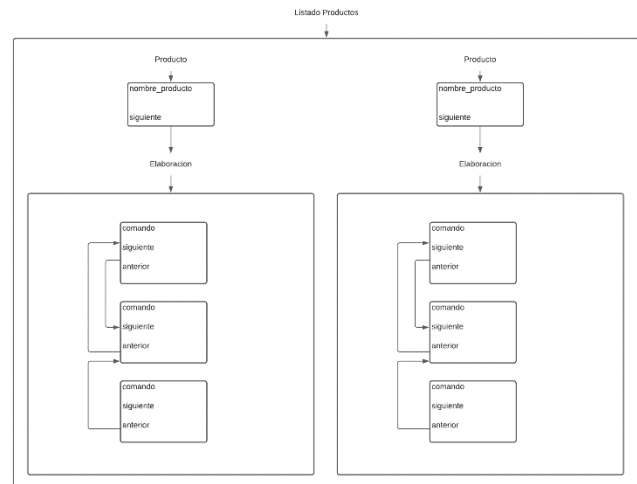 Listado Productos
Producto
nombre_producto
siguiente
Elaboracion
comando
siguiente
anterior
comando
siguiente
anterior
comando
siguiente
anterior
Producto
nombre_producto
siguiente
Elaboracion
comando
siguiente
anterior
comando
siguiente
anterior
comando
siguiente
anterior